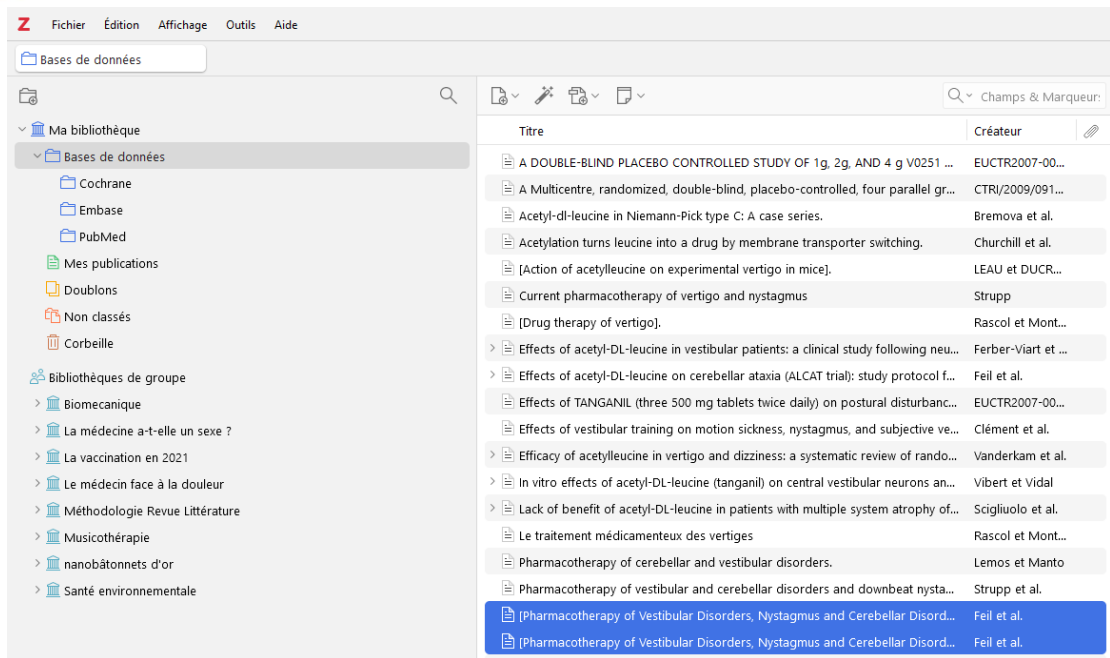 Z Fichier Édition Affichage Outils Aide
Bases de données
Champs & Marqueurs
Ma bibliothèque
Bases de données
Cochrane
Embase
PubMed
Mes publications
Doublons
Non classés
Corbeille
Bibliothèques de groupe
Biomecanique
La médecine a-t-elle un sexe ?
La vaccination en 2021
Le médecin face à la douleur
Méthodologie Revue Littérature
Musicothérapie
nanobâtonnets d'or
Santé environnementale
Titre Créateur
A DOUBLE-BLIND PLACEBO CONTROLLED STUDY OF 1g, 2g, AND 4 g V0251 ... EUCTR2007-00...
A Multicentre, randomized, double-blind, placebo-controlled, four parallel gr... CTRI/2009/091...
Acetyl-dl-leucine in Niemann-Pick type C: A case series. Bremova et al.
Acetylation turns leucine into a drug by membrane transporter switching. Churchill et al.
[Action of acetylleucine on experimental vertigo in mice]. LEAU et DUCR...
Current pharmacotherapy of vertigo and nystagmus Strupp
[Drug therapy of vertigo]. Rascol et Mont...
Effects of acetyl-DL-leucine in vestibular patients: a clinical study following neu... Ferber-Viart et ...
Effects of acetyl-DL-leucine on cerebellar ataxia (ALCAT trial): study protocol f... Feil et al.
Effects of TANGANIL (three 500 mg tablets twice daily) on postural disturbanc... EUCTR2007-00...
Effects of vestibular training on motion sickness, nystagmus, and subjective ve... Clément et al.
Efficacy of acetylleucine in vertigo and dizziness: a systematic review of rando... Vanderkam et al.
In vitro effects of acetyl-DL-leucine (tanganil) on central vestibular neurons an... Vibert et Vidal
Lack of benefit of acetyl-DL-leucine in patients with multiple system atrophy of... Scigliuolo et al.
Le traitement médicamenteux des vertiges Rascol et Mont...
Pharmacotherapy of cerebellar and vestibular disorders. Lemos et Manto
Pharmacotherapy of vestibular and cerebellar disorders and downbeat nysta... Strupp et al.
[Pharmacotherapy of Vestibular Disorders, Nystagmus and Cerebellar Disord... Feil et al.
[Pharmacotherapy of Vestibular Disorders, Nystagmus and Cerebellar Disord... Feil et al.